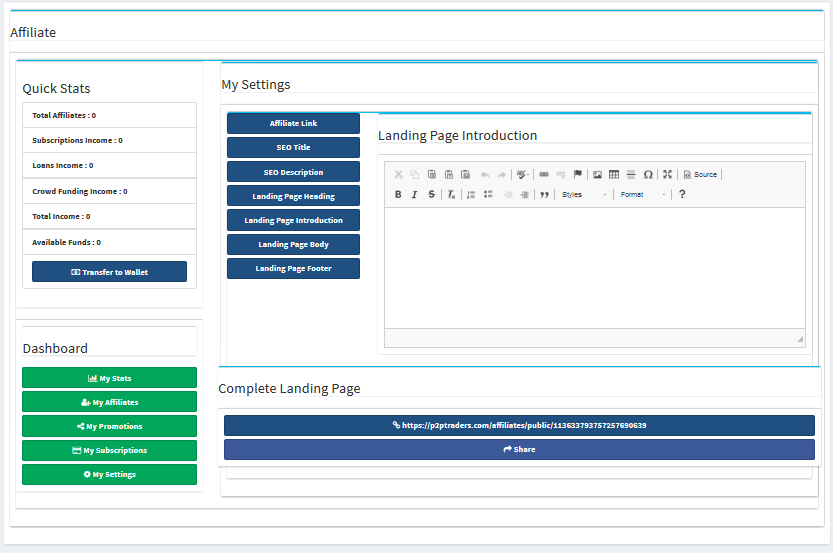 Affiliate
Quick Stats
Total Affiliates : 0
Subscriptions Income : 0
Loans Income : 0
Crowd Funding Income : 0
Total Income : 0
Available Funds : 0
Transfer to Wallet
Dashboard
My Stats
My Affiliates
My Promotions
My Subscriptions
My Settings
My Settings
Affiliate Link
SEO Title
SEO Description
Landing Page Heading
Landing Page Introduction
Landing Page Body
Landing Page Footer
Landing Page Introduction
Source
Styles
Format
Complete Landing Page
https://p2ptraders.com/affiliates/public/113633793757257690639
Share